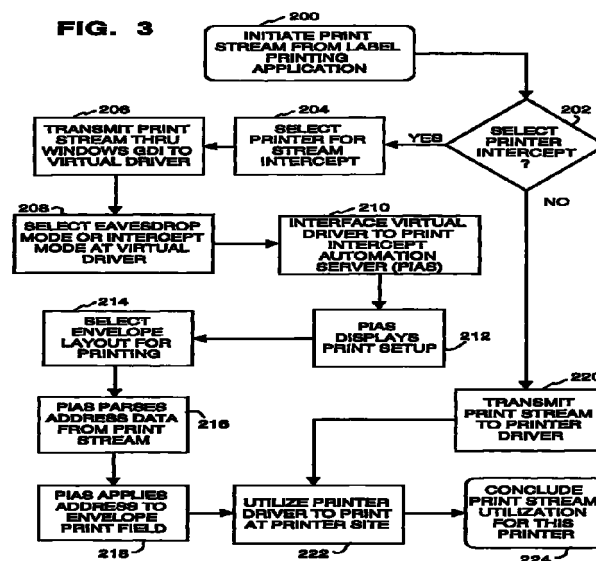 FIG. 3
200
INITIATE PRINT
STREAM FROM LABEL
PRINTING
APPLICATION
202
SELECT
PRINTER
INTERCEPT
?
YES
NO
204
SELECT
PRINTER FOR
STREAM
INTERCEPT
206
TRANSMIT PRINT
STREAM THRU
WINDOWS GDI TO
VIRTUAL DRIVER
208
SELECT EAVESDROP
MODE OR INTERCEPT
MODE AT VIRTUAL
DRIVER
210
INTERFACE VIRTUAL
DRIVER TO PRINT
INTERCEPT
AUTOMATION
SERVER (PIAS)
212
PIAS
DISPLAYS
PRINT SETUP
214
SELECT
ENVELOPE
LAYOUT FOR
PRINTING
216
PIAS PARSES
ADDRESS DATA
FROM PRINT
STREAM
218
PIAS APPLIES
ADDRESS TO
ENVELOPE
PRINT FIELD
220
TRANSMIT
PRINT STREAM
TO PRINTER
DRIVER
222
UTILIZE PRINTER
DRIVER TO PRINT
AT PRINTER SITE
CONCLUDE
PRINT STREAM
UTILIZATION
FOR THIS
PRINTER
224